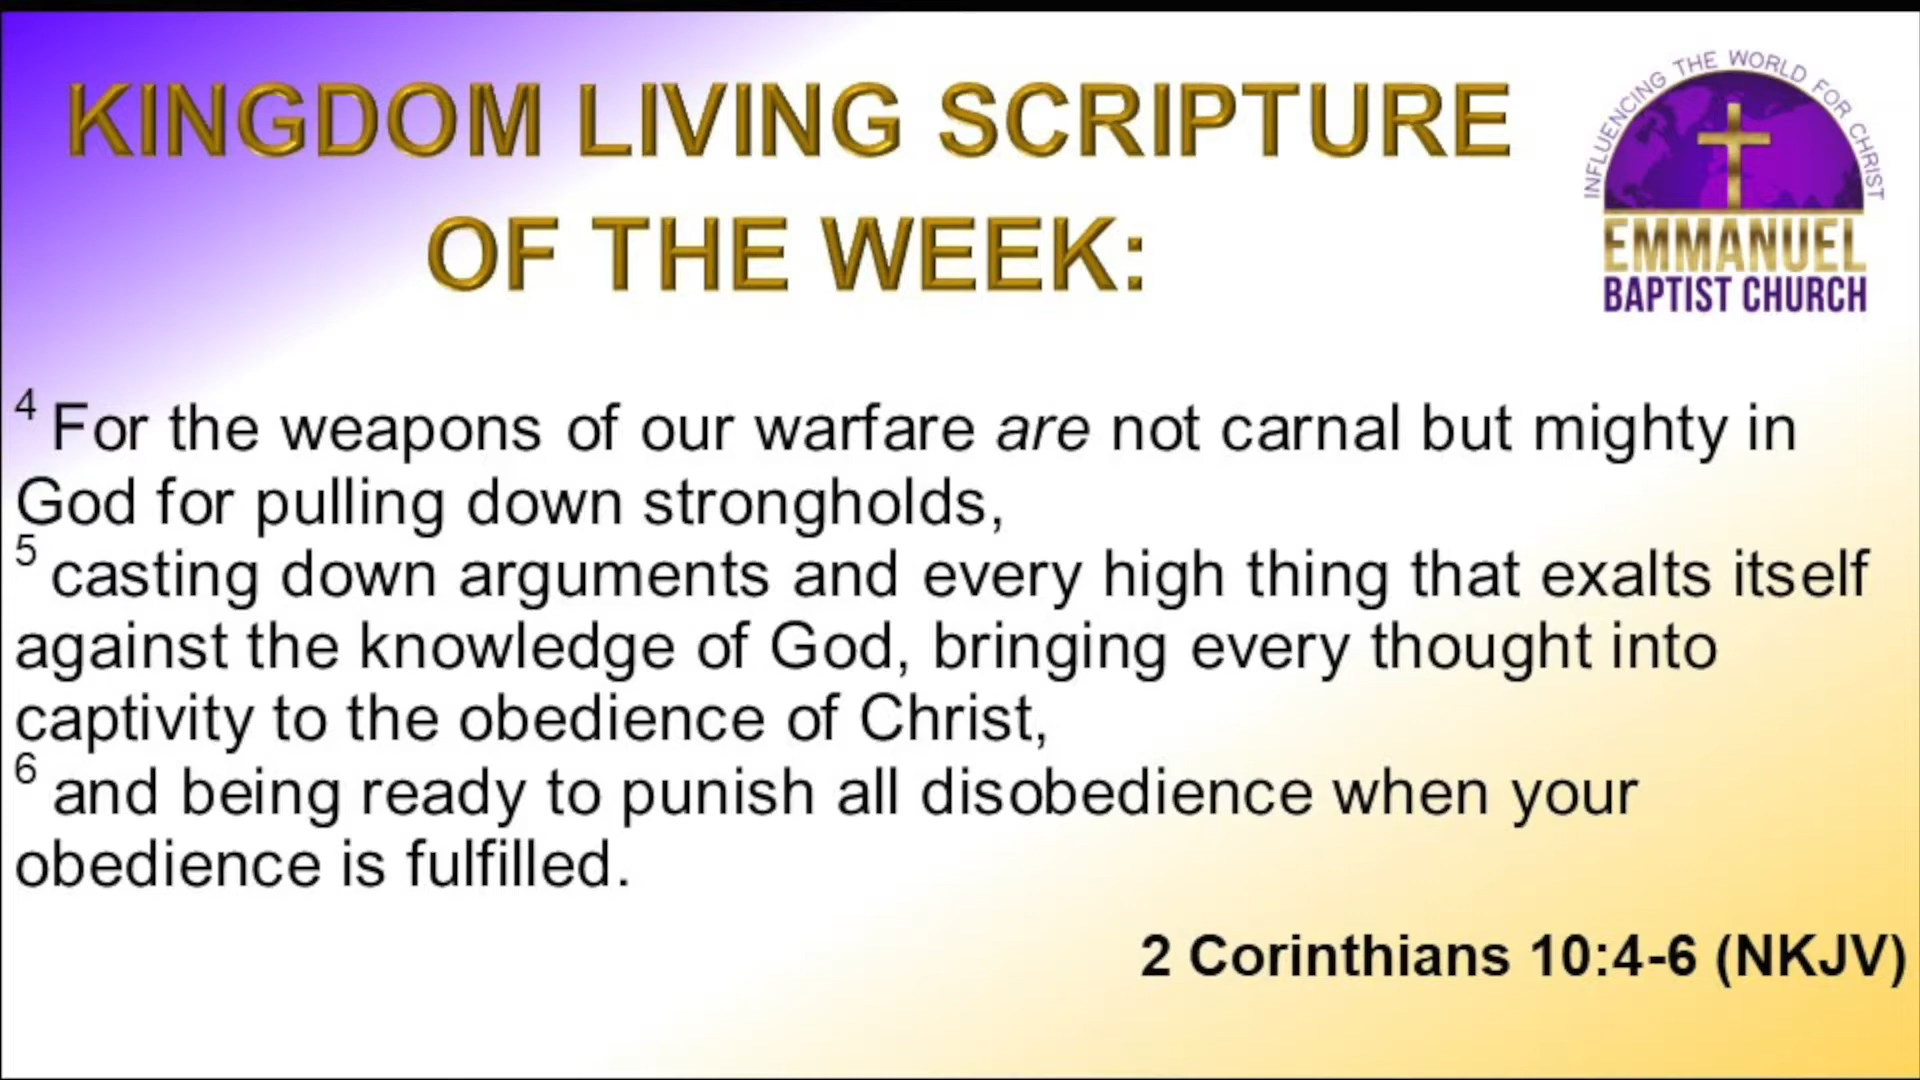 KINGDOM LIVING SCRIPTURE
OF THE WEEK:
INFLUENCING THE WORLD FOR CHRIST
EMMANUEL
BAPTIST CHURCH
4 For the weapons of our warfare are not carnal but mighty in
God for pulling down strongholds,
5 casting down arguments and every high thing that exalts itself
against the knowledge of God, bringing every thought into
captivity to the obedience of Christ,
6 and being ready to punish all disobedience when your
obedience is fulfilled.
2 Corinthians 10:4-6 (NKJV)